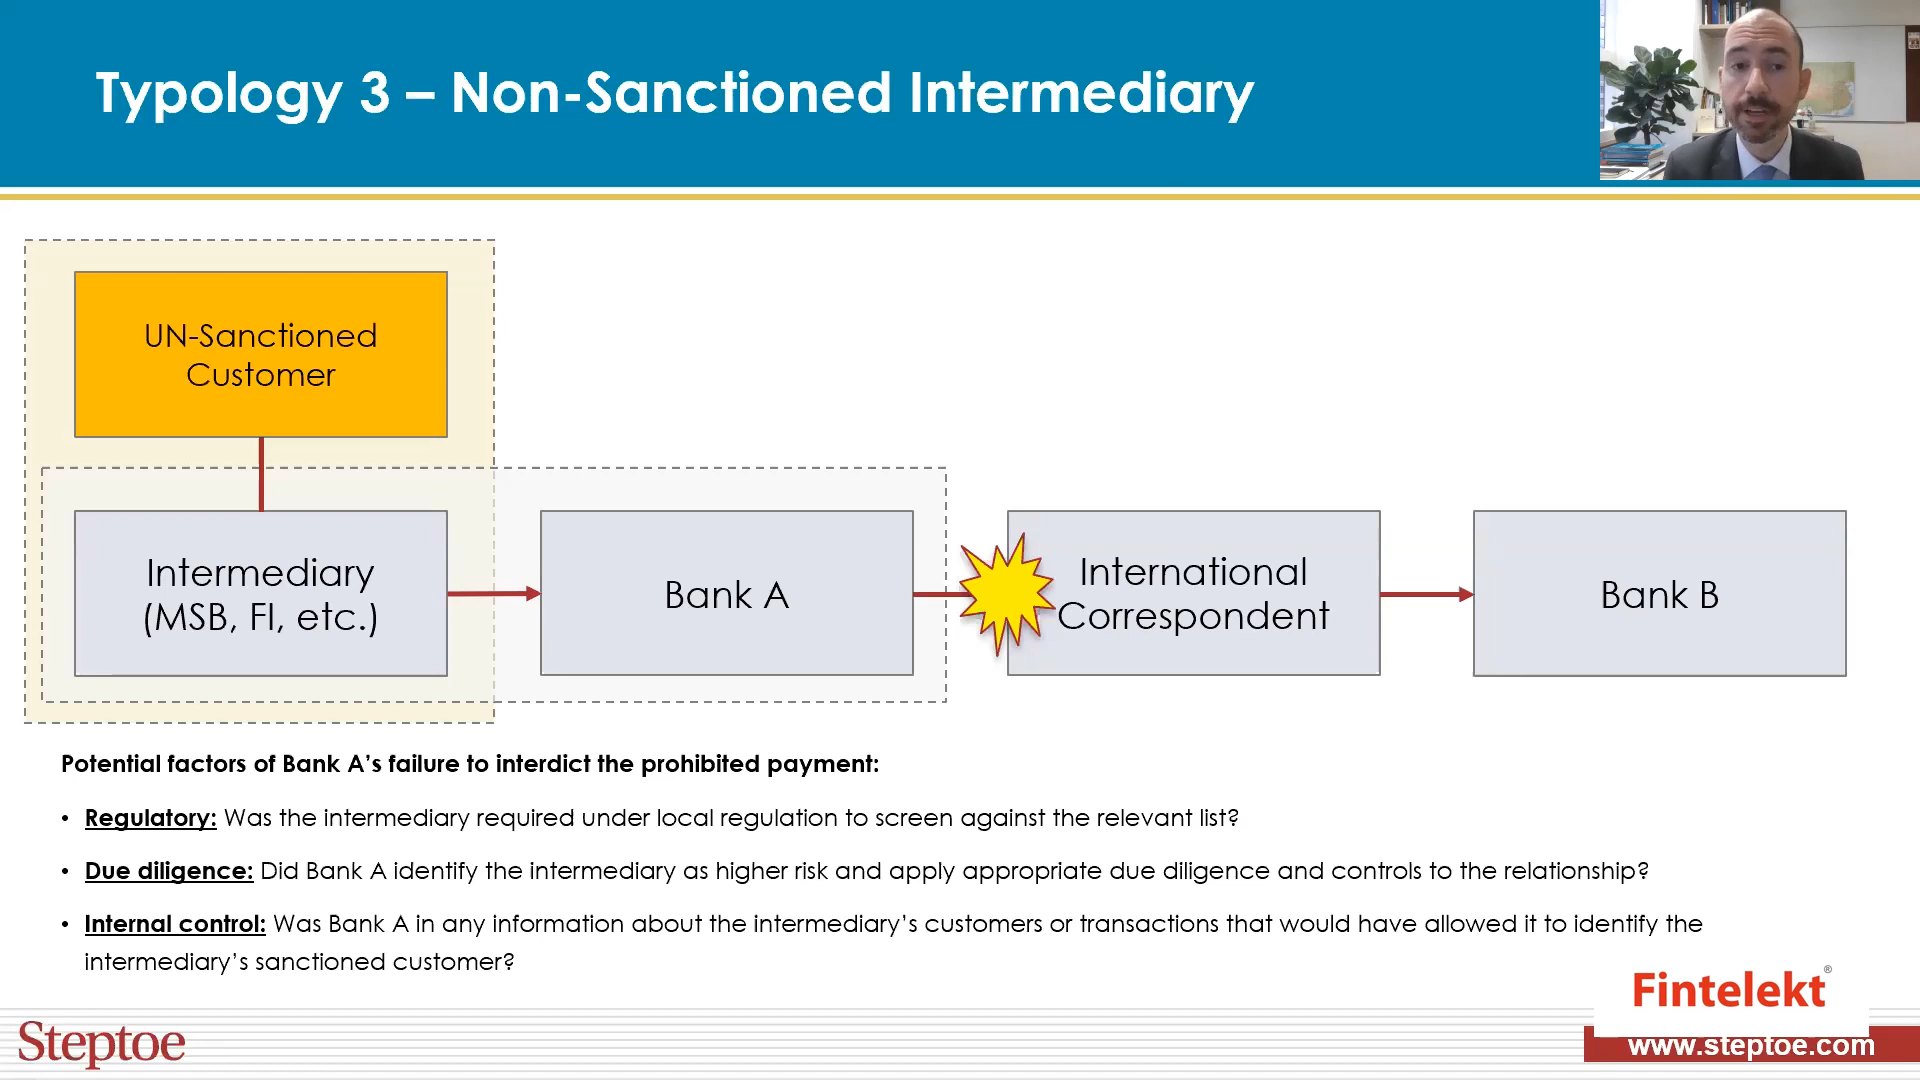 Typology 3 – Non-Sanctioned Intermediary
UN-Sanctioned
Customer
Intermediary
(MSB, FI, etc.)
Bank A
International
Correspondent
Bank B
Potential factors of Bank A’s failure to interdict the prohibited payment:
• Regulatory: Was the intermediary required under local regulation to screen against the relevant list?
• Due diligence: Did Bank A identify the intermediary as higher risk and apply appropriate due diligence and controls to the relationship?
• Internal control: Was Bank A in any information about the intermediary’s customers or transactions that would have allowed it to identify the
intermediary’s sanctioned customer?
Fintelekt®
Steptoe
www.steptoe.com